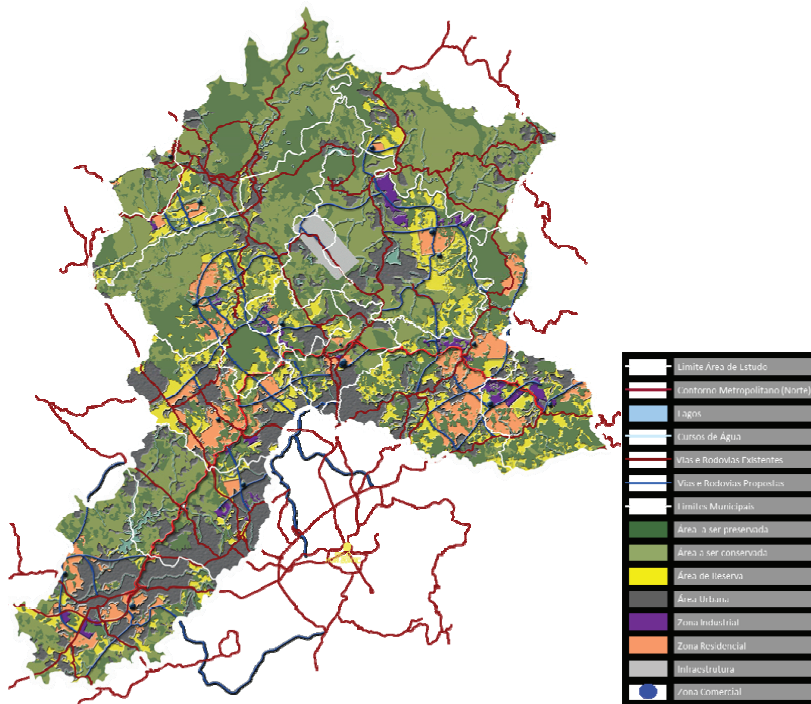 Limite Área de Estudo
Contorno Metropolitano (Norte)
Lagos
Cursos de Água
Vias e Rodovias Existentes
Vias e Rodovias Propostas
Limites Municipais
Área a ser preservada
Área a ser conservada
Área de Reserva
Área Urbana
Zona Industrial
Zona Residencial
Infraestrutura
Zona Comercial